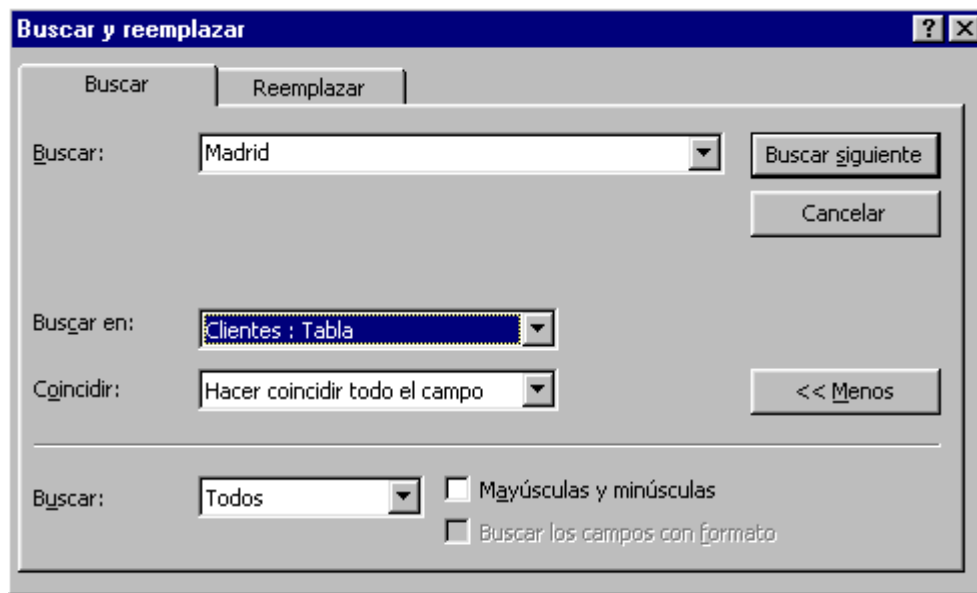 Buscar y reemplazar
Buscar
Reemplazar
Buscar:
Madrid
Buscar siguiente
Cancelar
Buscar en:
Clientes : Tabla
Coincidir:
Hacer coincidir todo el campo
<< Menos
Buscar:
Todos
Mayúsculas y minúsculas
Buscar los campos con formato